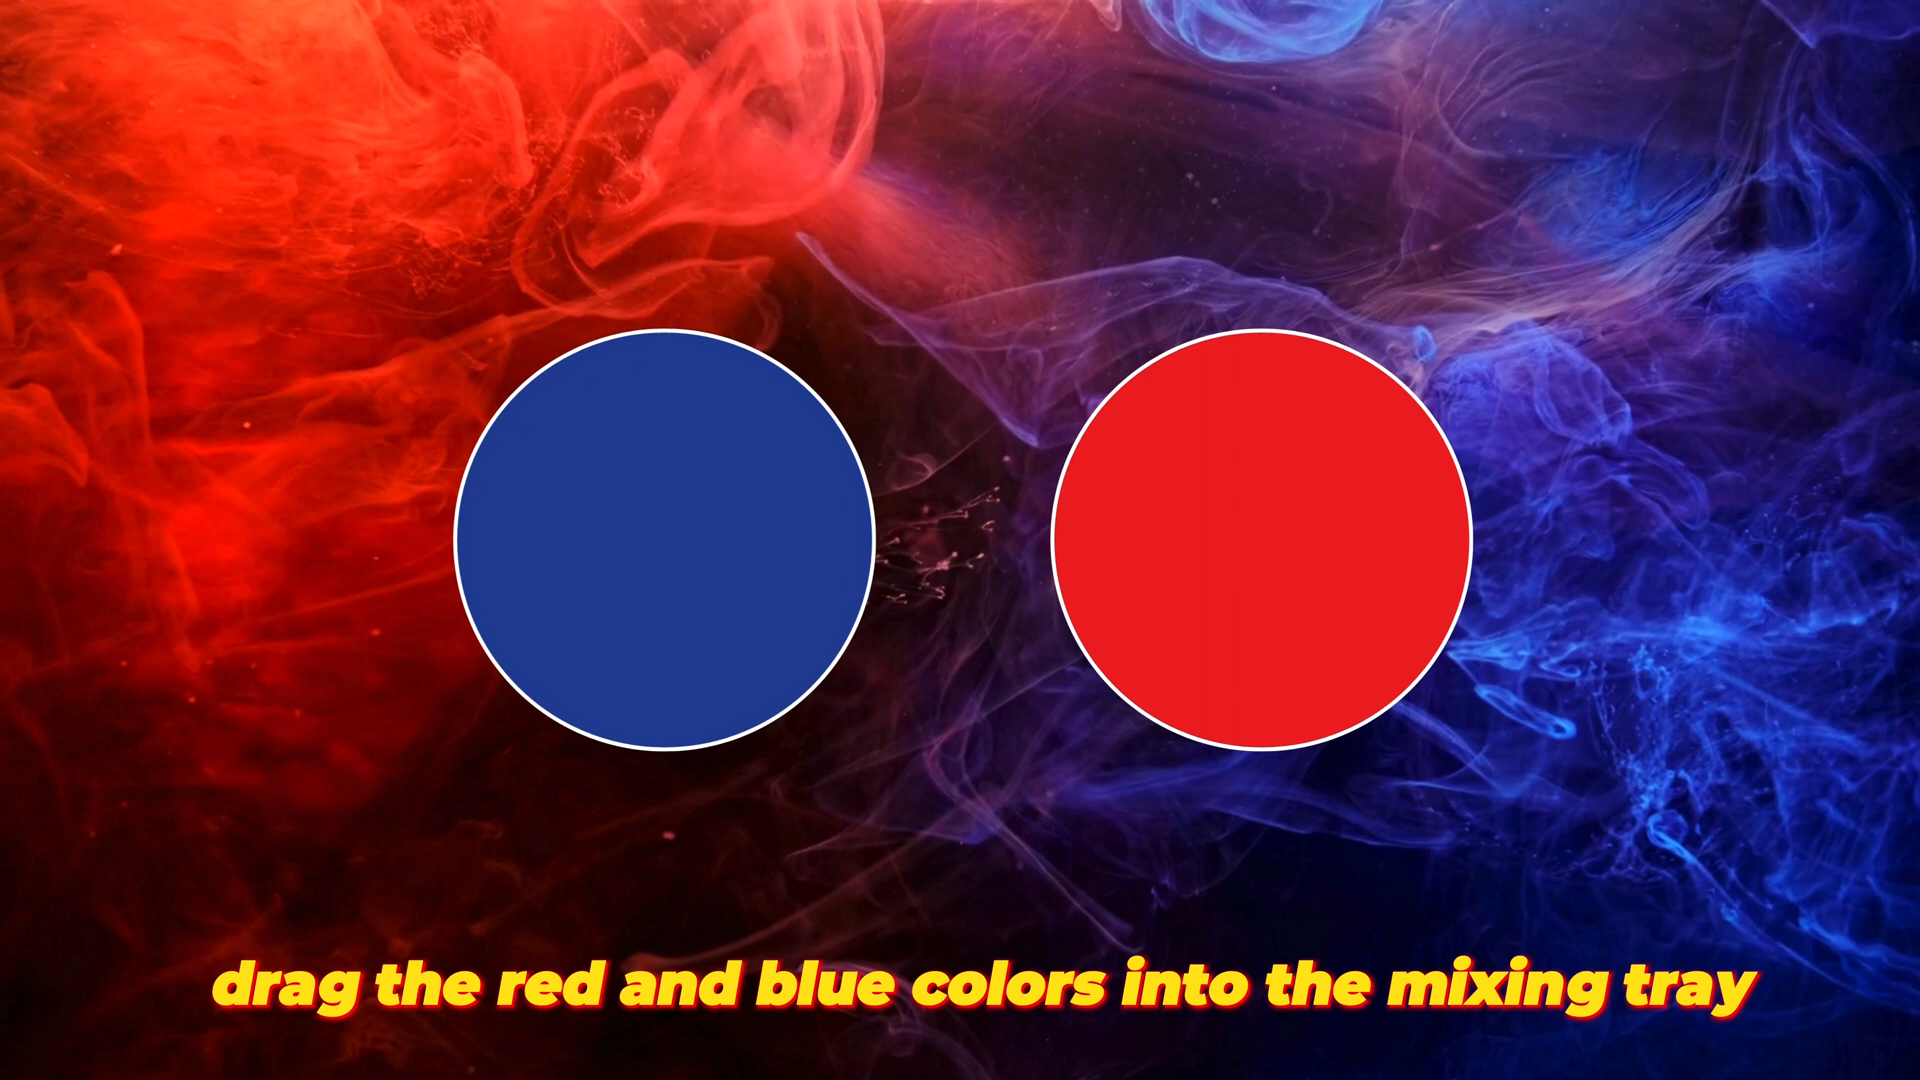 drag the red and blue colors into the mixing tray